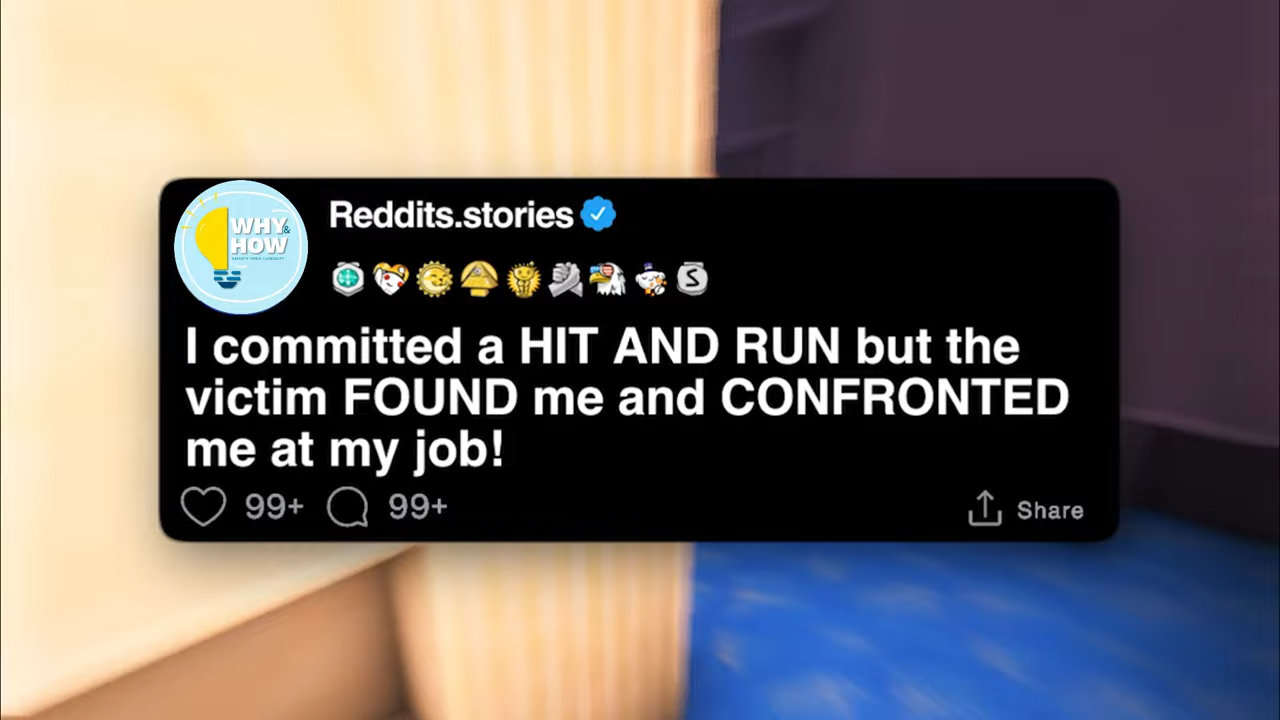 WHY &
HOW
Reddits.stories
I committed a HIT AND RUN but the
victim FOUND me and CONFRONTED
me at my job!
99+ 99+ Share